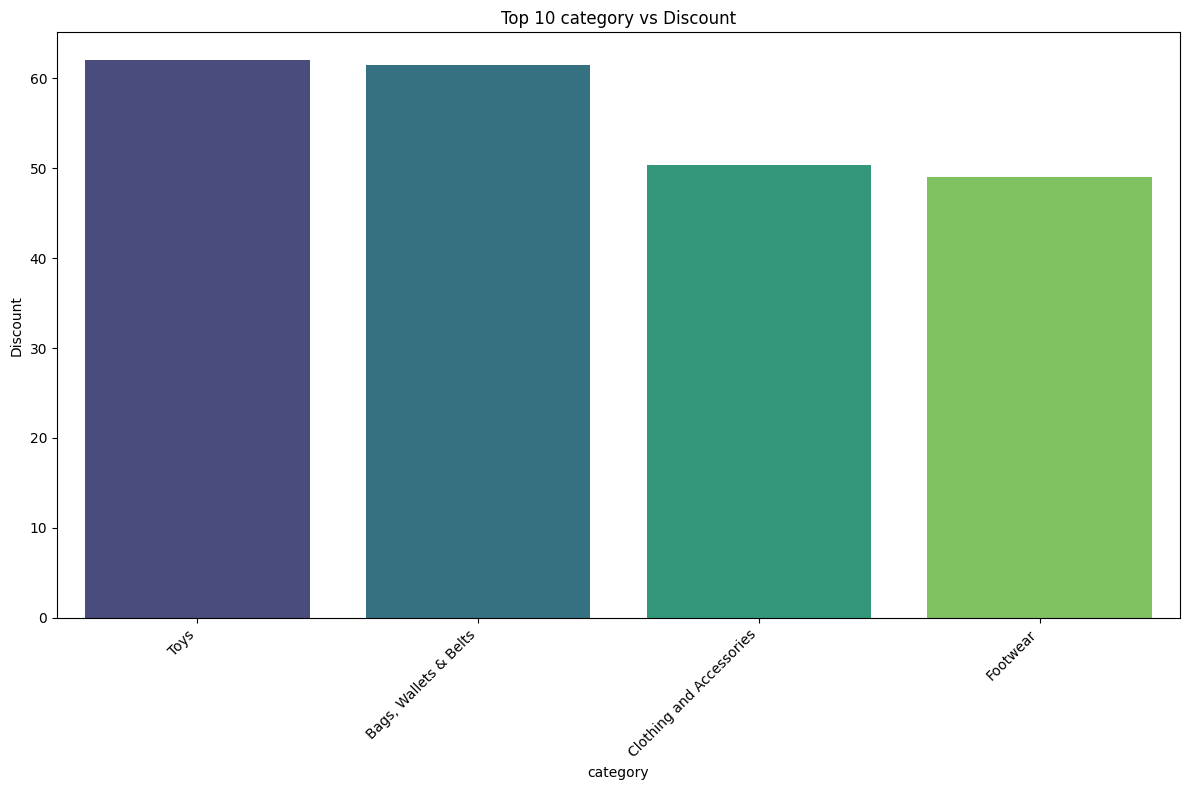 Top 10 category vs Discount
Discount
60
50
40
30
20
10
0
Toys
Bags, Wallets & Belts
Clothing and Accessories
Footwear
category